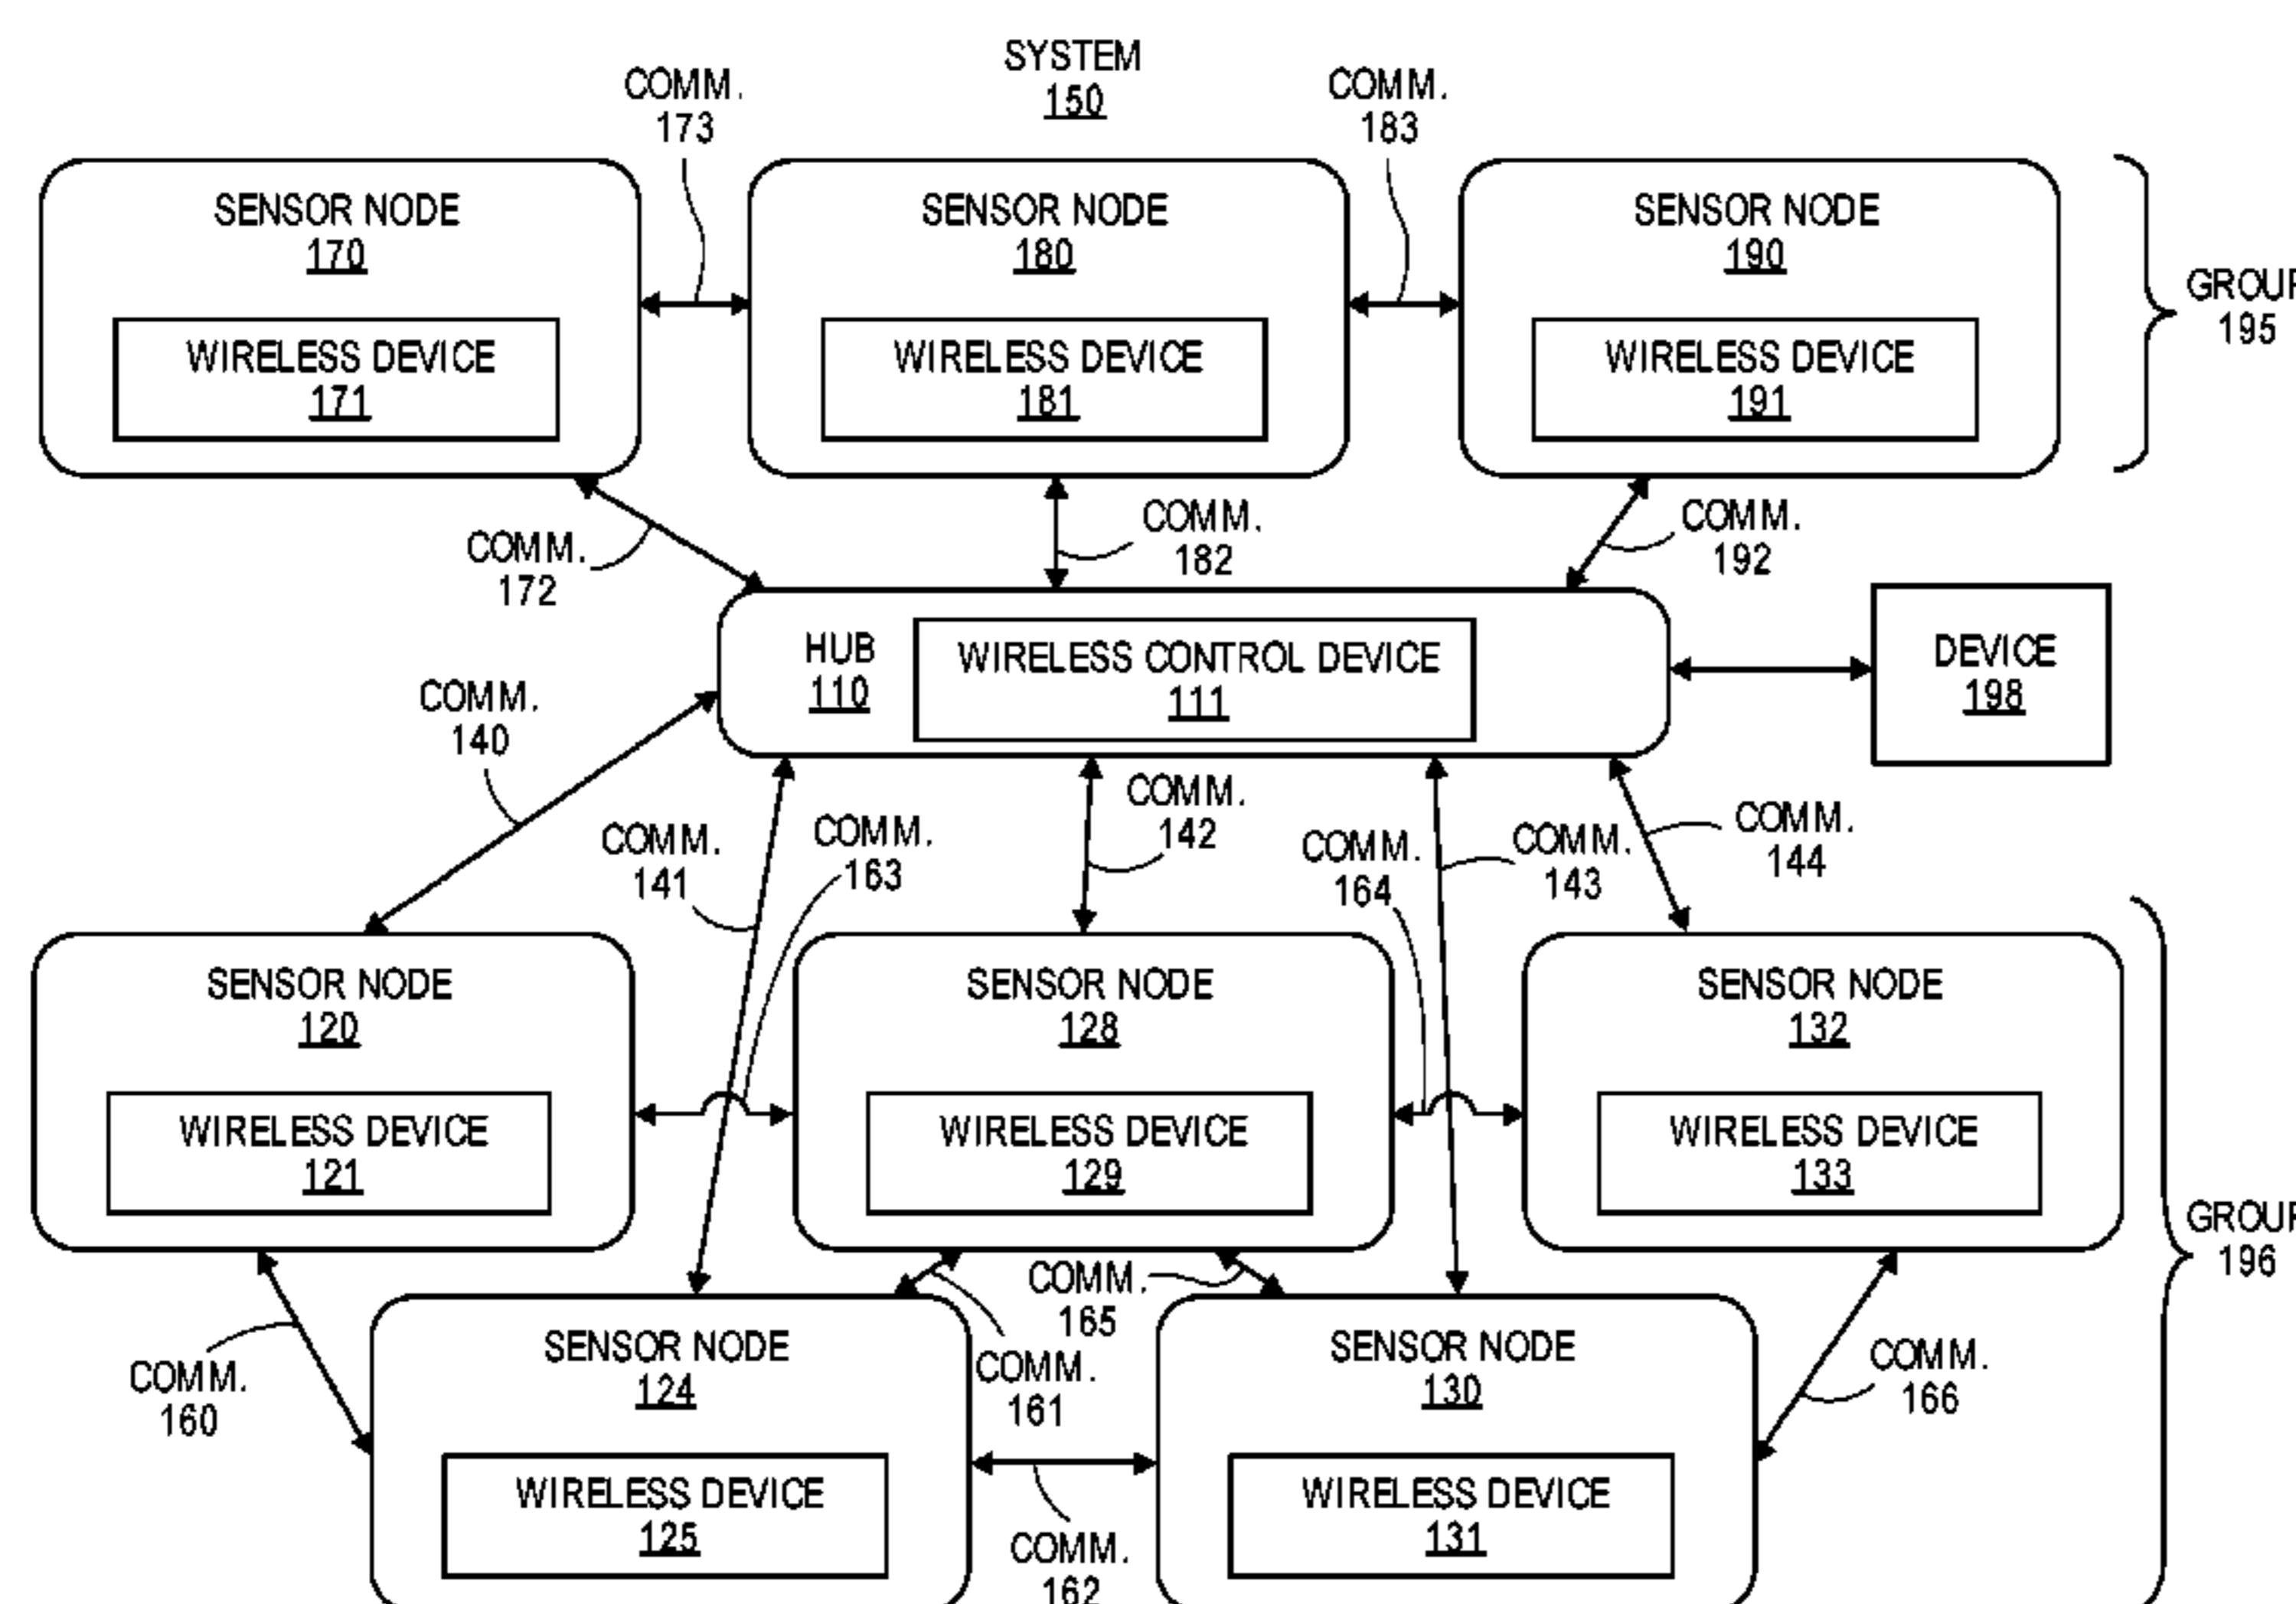 SYSTEM
150
COMM.
173
COMM.
183
SENSOR NODE
170
WIRELESS DEVICE
171
SENSOR NODE
180
WIRELESS DEVICE
181
SENSOR NODE
190
WIRELESS DEVICE
191
GROUP
195
COMM.
172
COMM.
182
COMM.
192
HUB
110
WIRELESS CONTROL DEVICE
111
DEVICE
198
COMM.
140
COMM.
141
COMM.
163
COMM.
142
COMM.
164
COMM.
143
COMM.
144
SENSOR NODE
120
WIRELESS DEVICE
121
SENSOR NODE
128
WIRELESS DEVICE
129
SENSOR NODE
132
WIRELESS DEVICE
133
GROUP
196
COMM.
160
COMM.
165
COMM.
161
COMM.
166
SENSOR NODE
124
WIRELESS DEVICE
125
SENSOR NODE
130
WIRELESS DEVICE
131
COMM.
162